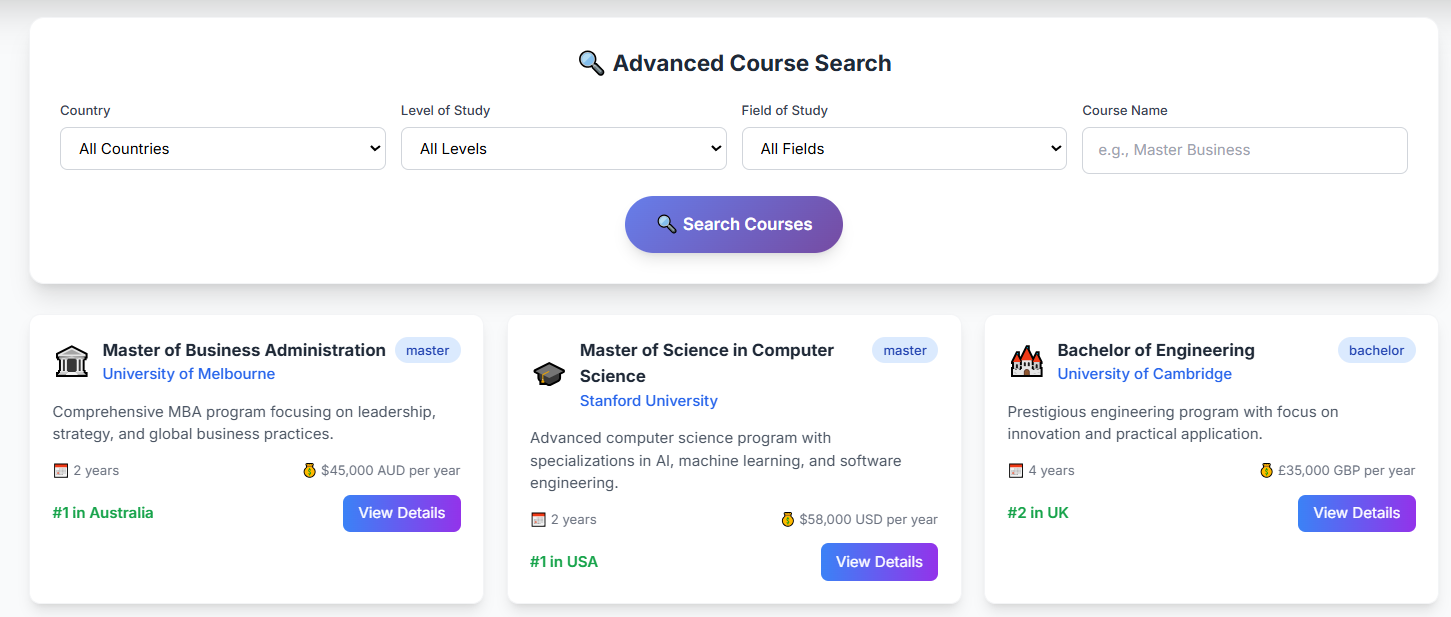 Advanced Course Search
Country
Level of Study
Field of Study
Course Name
All Countries
All Levels
All Fields
e.g., Master Business
Search Courses
Master of Business Administration
master
University of Melbourne
Comprehensive MBA program focusing on leadership,
strategy, and global business practices.
2 years
$45,000 AUD per year
#1 in Australia
View Details
Master of Science in Computer
Science
master
Stanford University
Advanced computer science program with
specializations in AI, machine learning, and software
engineering.
2 years
$58,000 USD per year
#1 in USA
View Details
Bachelor of Engineering
bachelor
University of Cambridge
Prestigious engineering program with focus on
innovation and practical application.
4 years
£35,000 GBP per year
#2 in UK
View Details